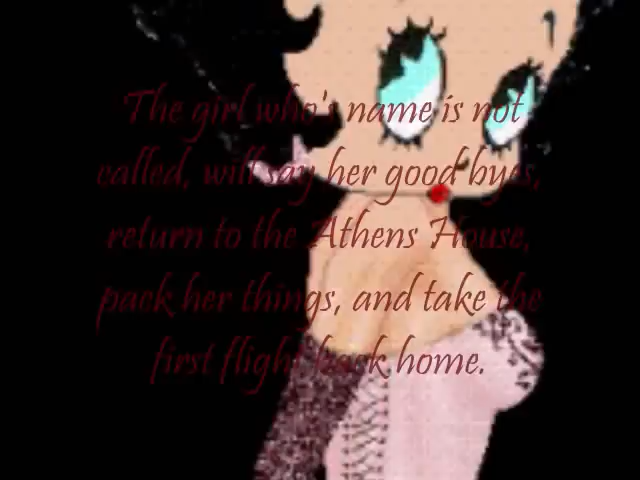 The girl who's name is not
called, will say her good byes,
return to the Athens House,
pack her things, and take the
first flight back home.